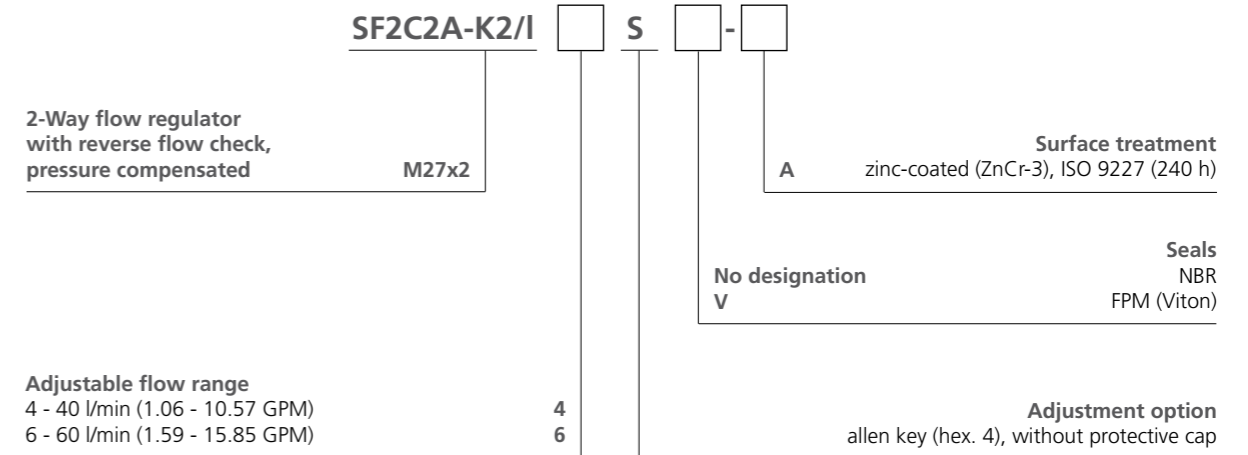 SF2C2A-K2/l S -
2-Way flow regulator
with reverse flow check,
pressure compensated M27x2
Surface treatment
A zinc-coated (ZnCr-3), ISO 9227 (240 h)
Seals
No designation NBR
V FPM (Viton)
Adjustable flow range
4 - 40 l/min (1.06 - 10.57 GPM) 4
6 - 60 l/min (1.59 - 15.85 GPM) 6
Adjustment option
allen key (hex. 4), without protective cap